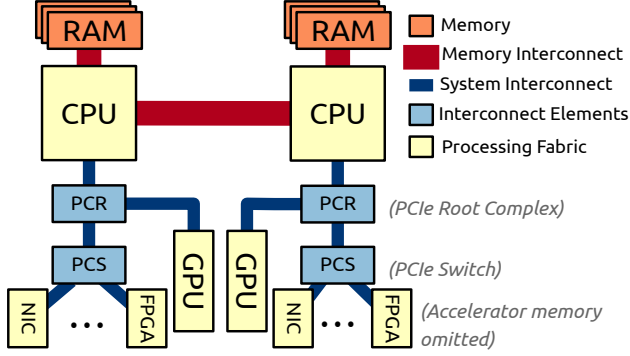 RAM
RAM
Memory
Memory Interconnect
System Interconnect
Interconnect Elements
Processing Fabric
CPU
CPU
PCR
PCR
(PCIe Root Complex)
GPU
GPU
PCS
PCS
(PCIe Switch)
NIC
...
FPGA
NIC
...
FPGA
(Accelerator memory
omitted)